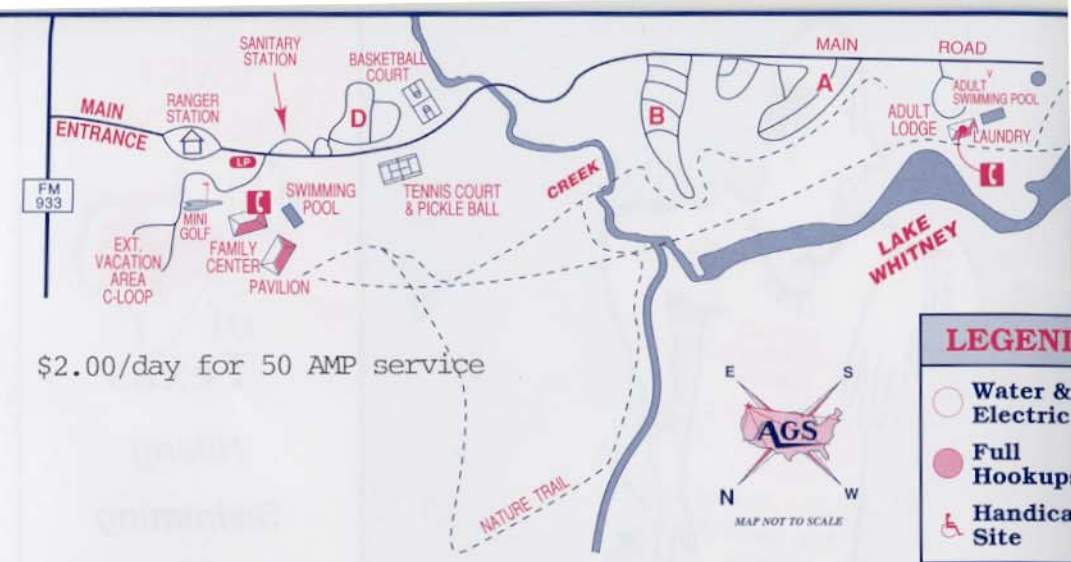 SANITARY
STATION
BASKETBALL
COURT
MAIN
ROAD
MAIN
ENTRANCE
RANGER
STATION
D
B
A
V
ADULT
SWIMMING POOL
ADULT
LODGE
LAUNDRY
LP
FM
933
MINI
GOLF
SWIMMING
POOL
TENNIS COURT
& PICKLE BALL
CREEK
EXT.
VACATION
AREA
C-LOOP
FAMILY
CENTER
PAVILION
LAKE
WHITNEY
$2.00/day for 50 AMP service
NATURE TRAIL
E
S
AGS
N
W
MAP NOT TO SCALE
LEGEND
Water &
Electric
Full
Hookups
Handica
Site